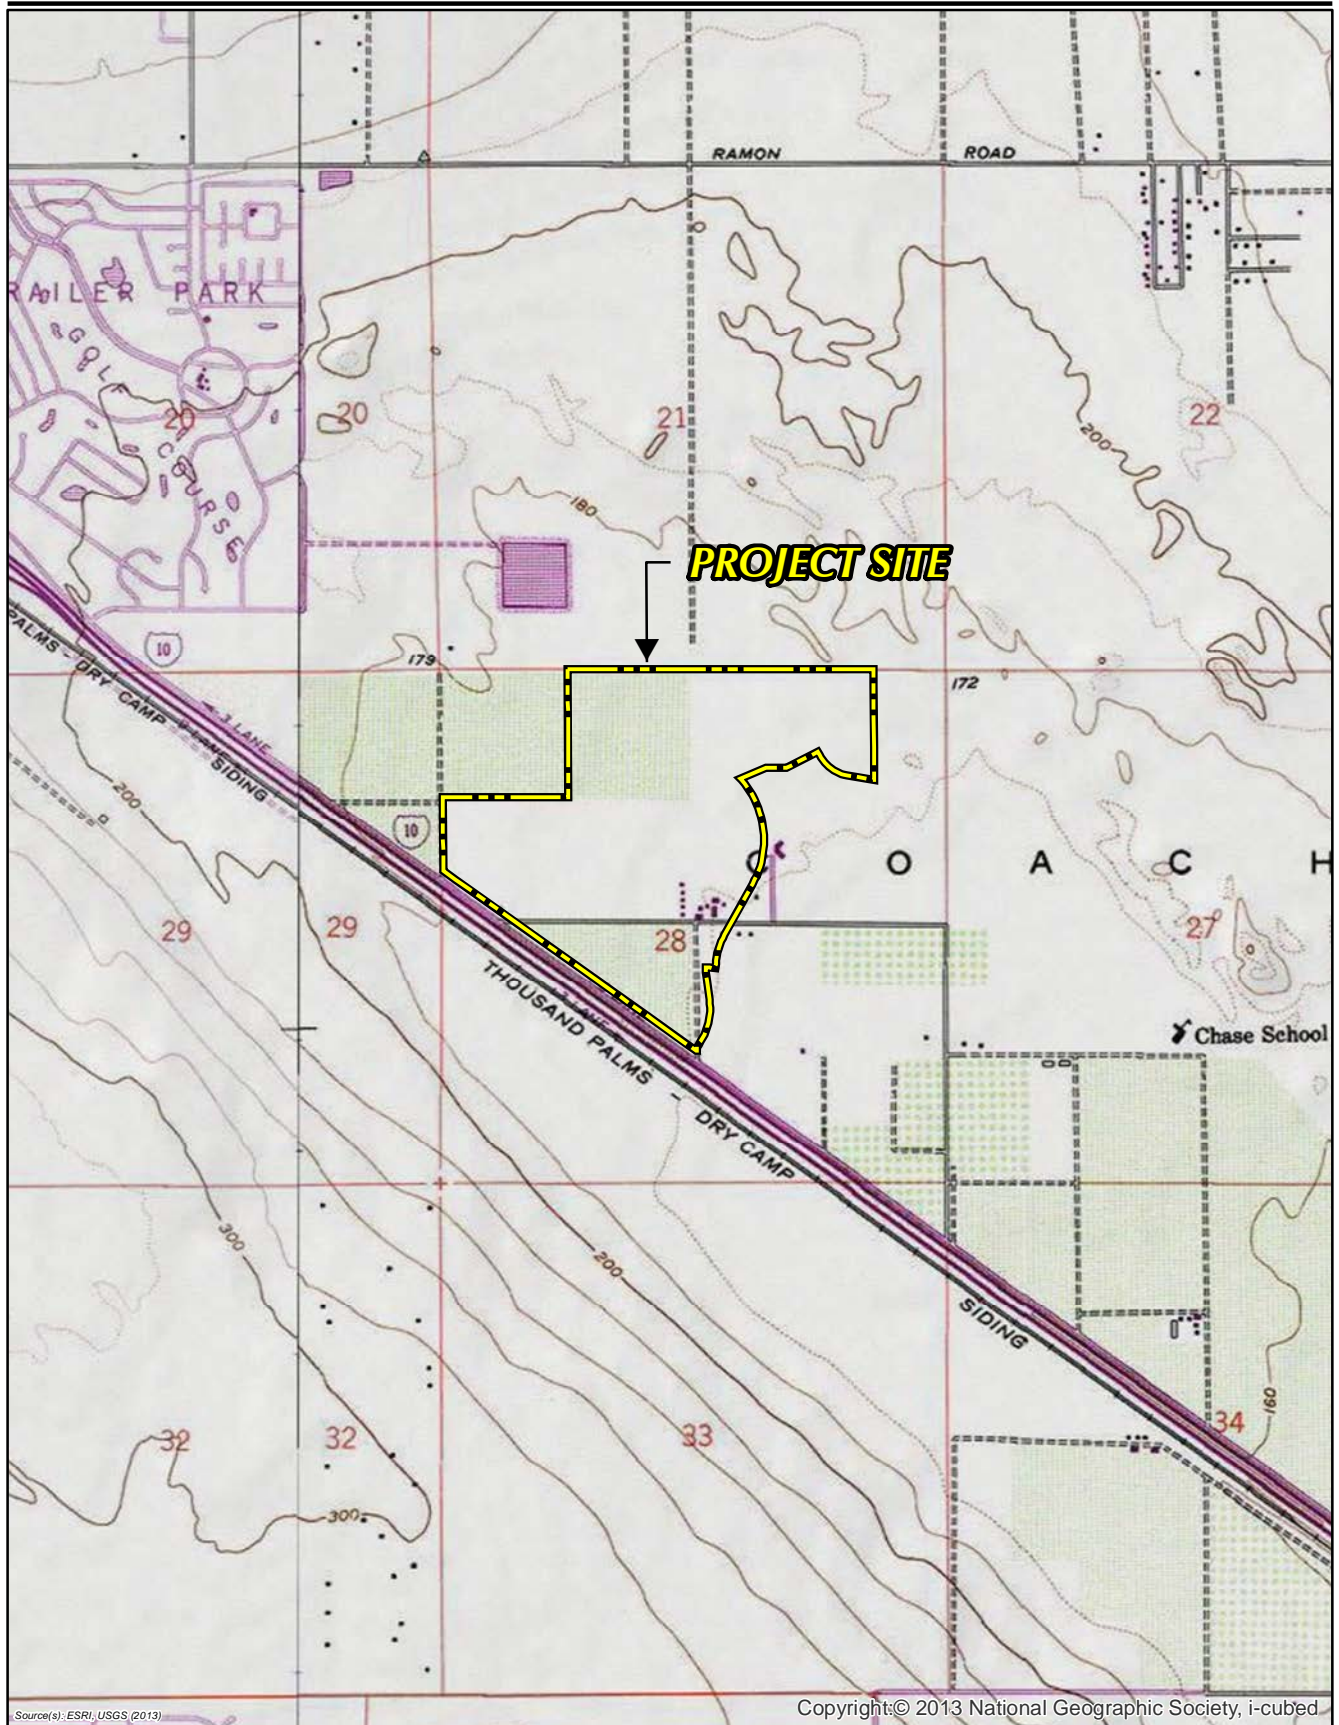 RAMON ROAD
RAILER PARK
GOLF
COURSE
20
20
21
22
200
180
PROJECT SITE
10
179
172
PALMS - DRY CAMP
3 LANE
SIDING
200
10
COACH
29
29
28
27
THOUSAND PALMS - DRY CAMP
Chase School
300
200
SIDING
160
32
32
33
34
300
Source(s): ESRI, USGS (2013)
Copyright:© 2013 National Geographic Society, i-cubed